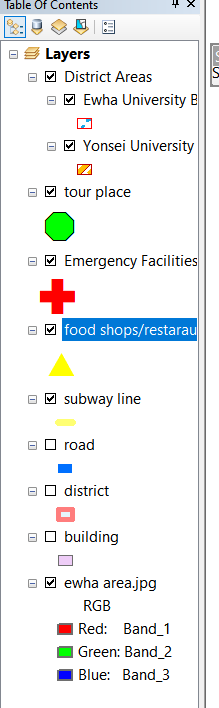 Table Of Contents
Layers
District Areas
Ewha University B
Yonsei University
tour place
Emergency Facilities
food shops/restarau
subway line
road
district
building
ewha area.jpg
RGB
Red: Band_1
Green: Band_2
Blue: Band_3